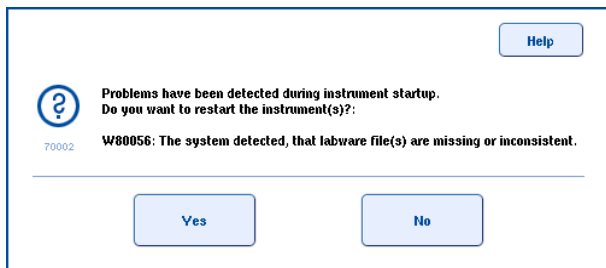 Help
Problems have been detected during instrument startup.
Do you want to restart the instrument(s)?:
70002
W80056: The system detected, that labware file(s) are missing or inconsistent.
Yes
No